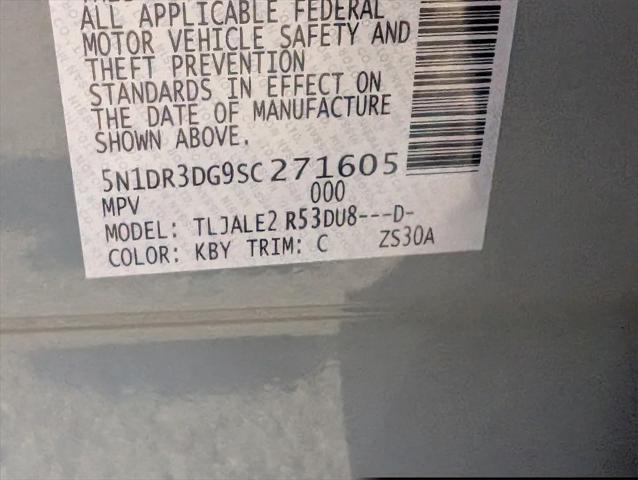 ALL APPLICABLE FEDERAL
MOTOR VEHICLE SAFETY AND
THEFT PREVENTION
STANDARDS IN EFFECT ON
THE DATE OF MANUFACTURE
SHOWN ABOVE.
5N1DR3DG9SC271605
MPV 000
MODEL: TLJALE2 R53DU8---D-
COLOR: KBY TRIM: C ZS30A